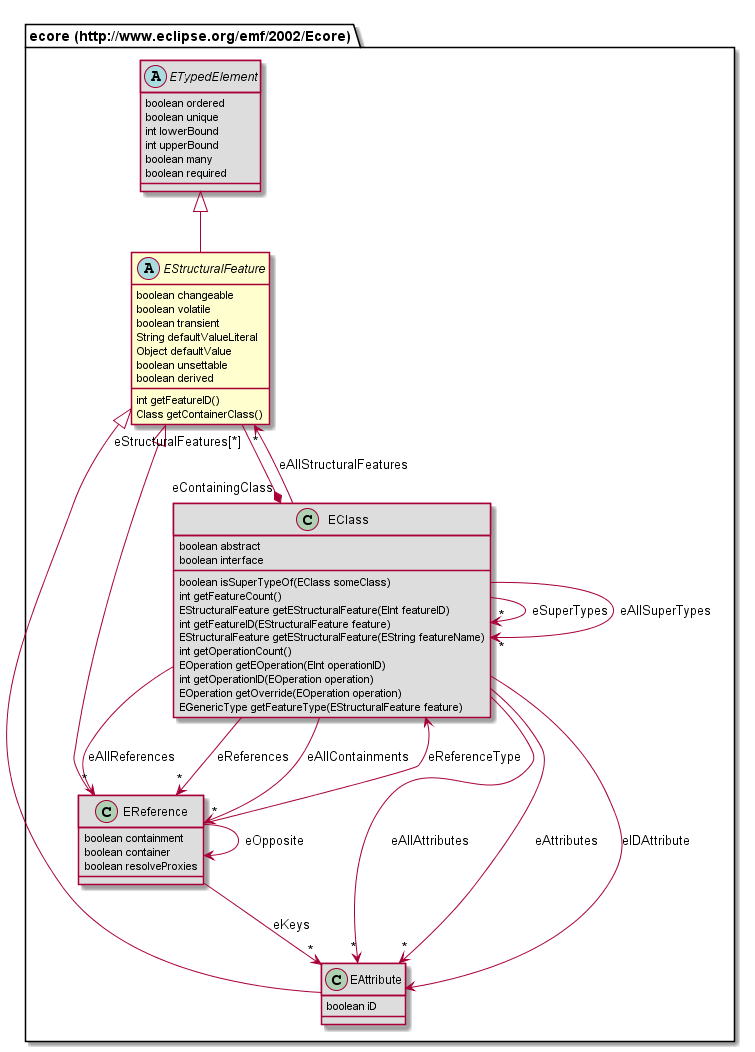 ecore (http://www.eclipse.org/emf/2002/Ecore)
A ETypedElement
boolean ordered
boolean unique
int lowerBound
int upperBound
boolean many
boolean required
A EStructuralFeature
boolean changeable
boolean volatile
boolean transient
String defaultValueLiteral
Object defaultValue
boolean unsettable
boolean derived
int getFeatureID()
Class getContainerClass()
eStructuralFeatures[*]
*
eAllStructuralFeatures
eContainingClass
C EClass
boolean abstract
boolean interface
boolean isSuperTypeOf(EClass someClass)
int getFeatureCount()
EStructuralFeature getEStructuralFeature(EInt featureID)
int getFeatureID(EStructuralFeature feature)
EStructuralFeature getEStructuralFeature(EString featureName)
int getOperationCount()
EOperation getEOperation(EInt operationID)
int getOperationID(EOperation operation)
EOperation getOverride(EOperation operation)
EGenericType getFeatureType(EStructuralFeature feature)
*
eSuperTypes
eAllSuperTypes
*
eAllReferences
eReferences
eAllContainments
eReferenceType
*
*
*
C EReference
boolean containment
boolean container
boolean resolveProxies
eOpposite
eAllAttributes
eAttributes
eIDAttribute
eKeys
*
*
*
C EAttribute
boolean iD